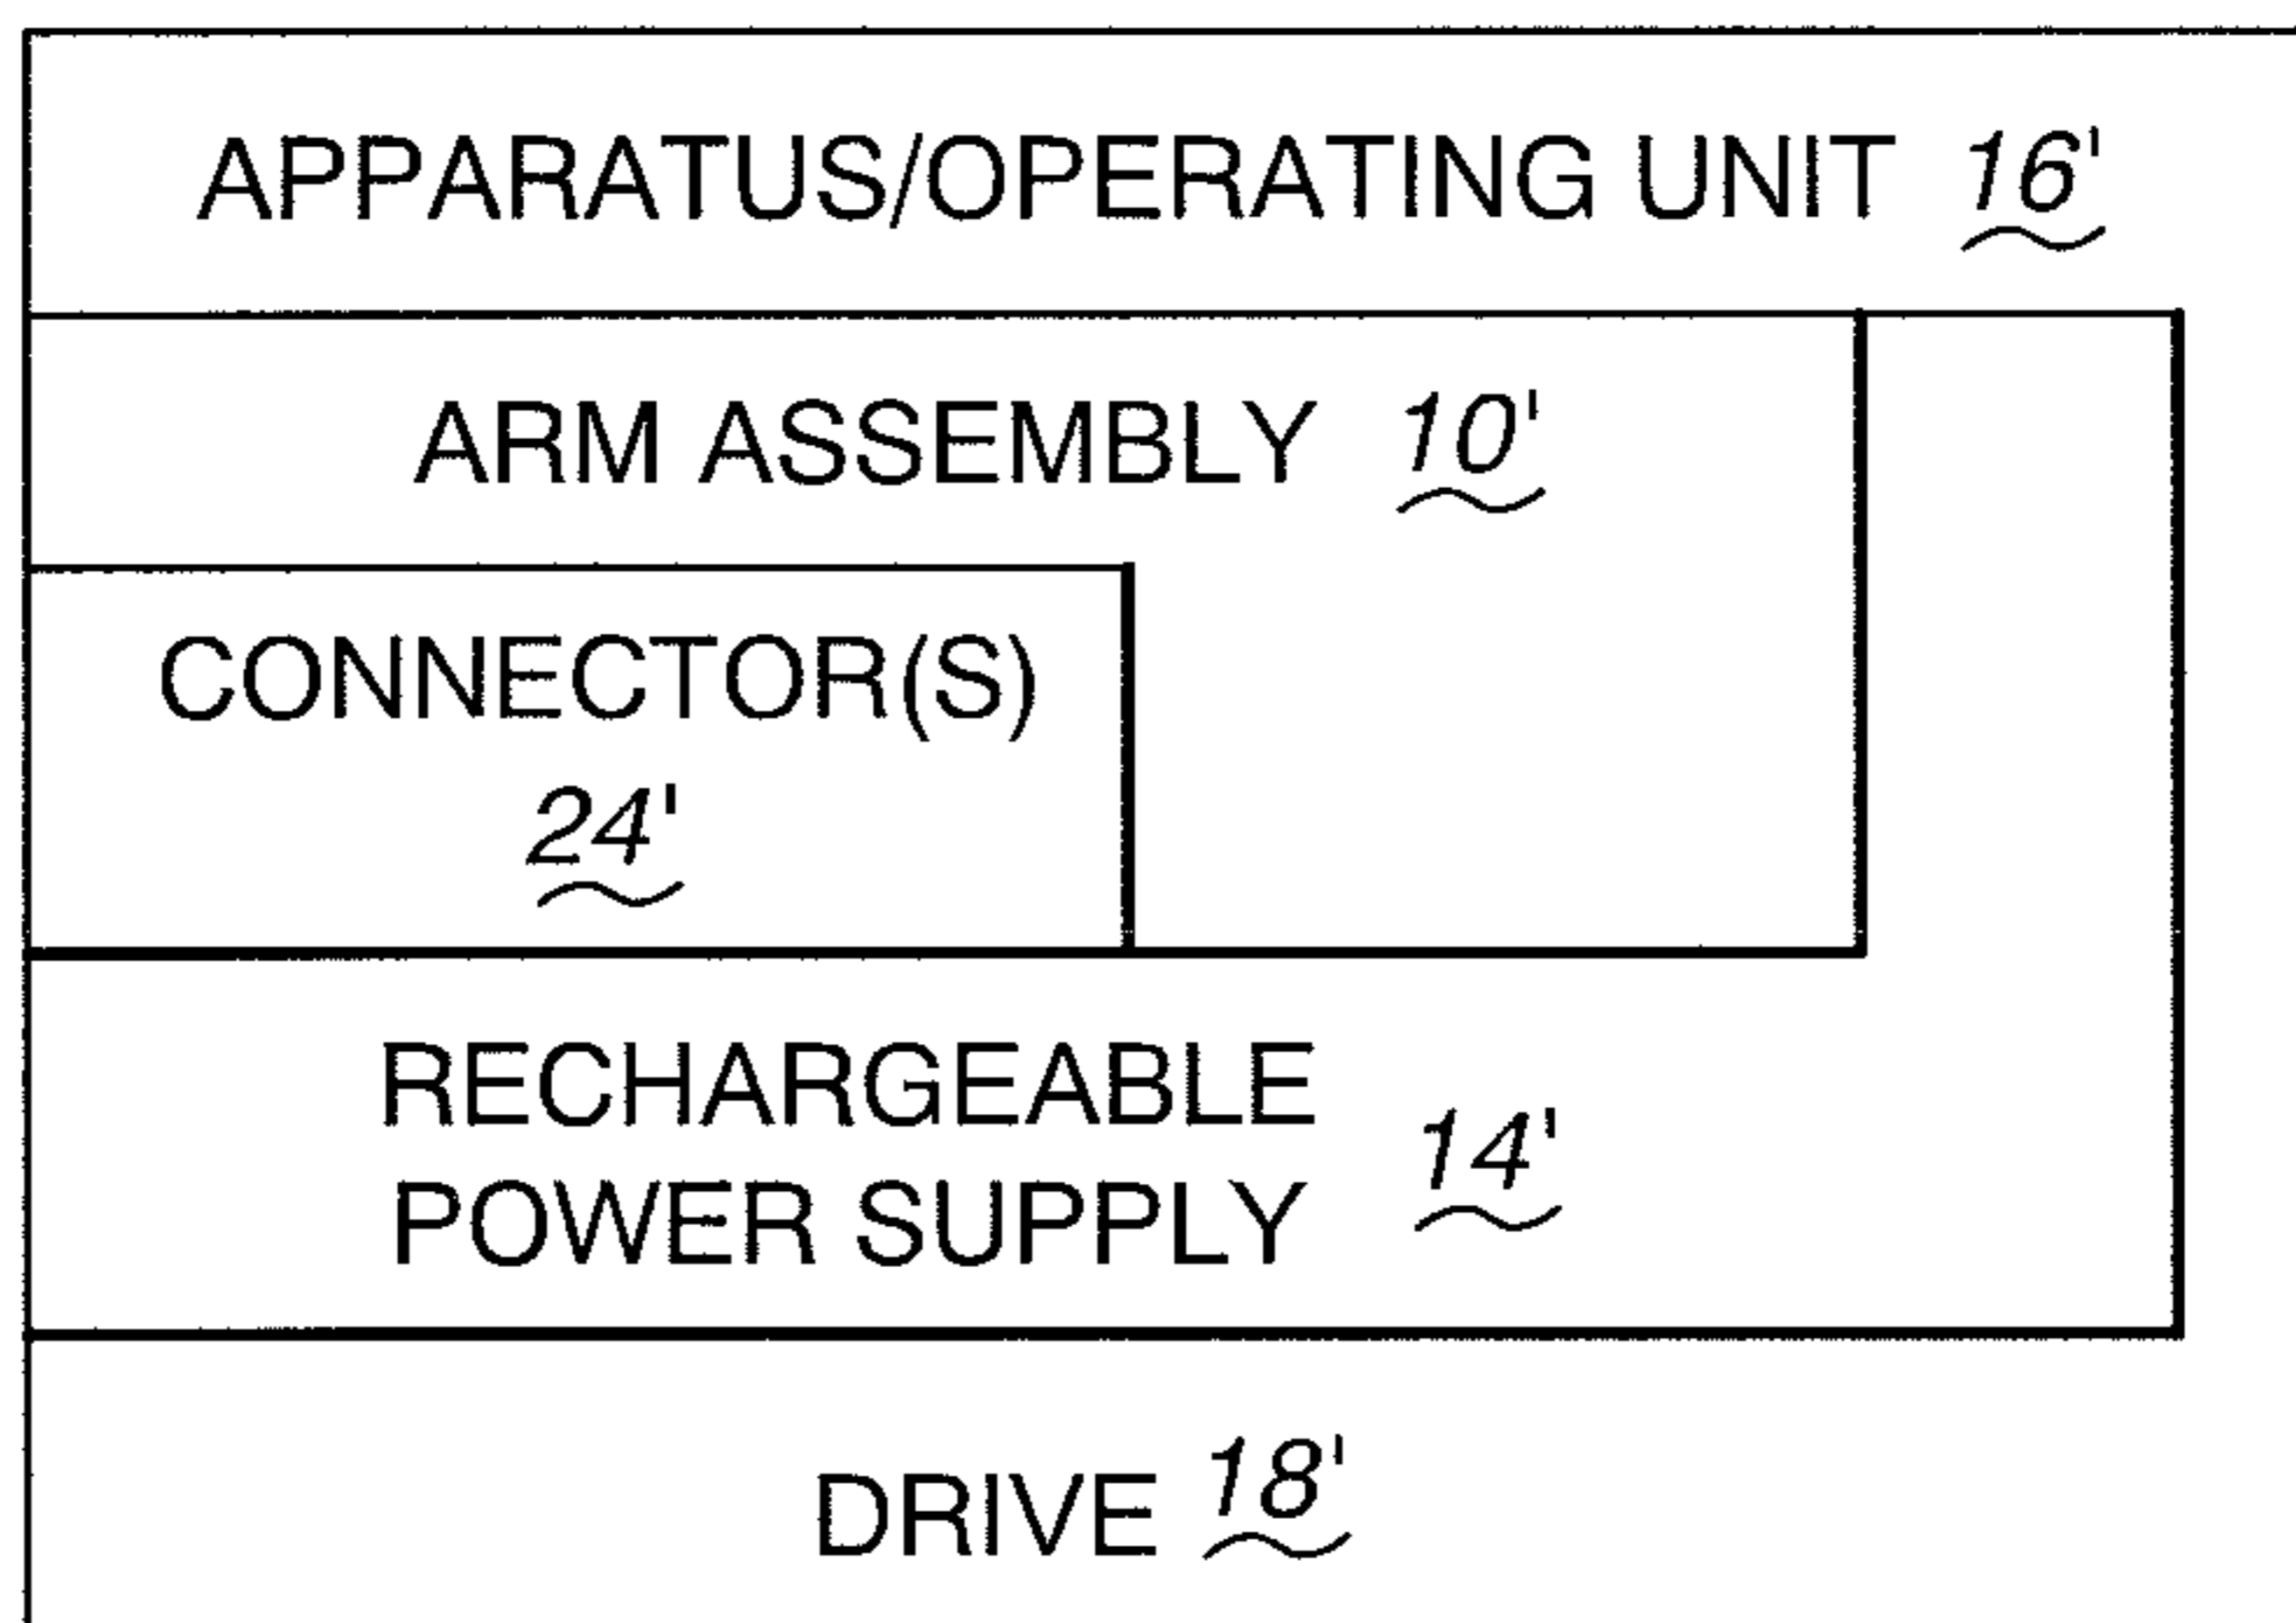 APPARATUS/OPERATING UNIT 16'
ARM ASSEMBLY 10'
CONNECTOR(S)
24'
RECHARGEABLE
POWER SUPPLY 14'
DRIVE 18'